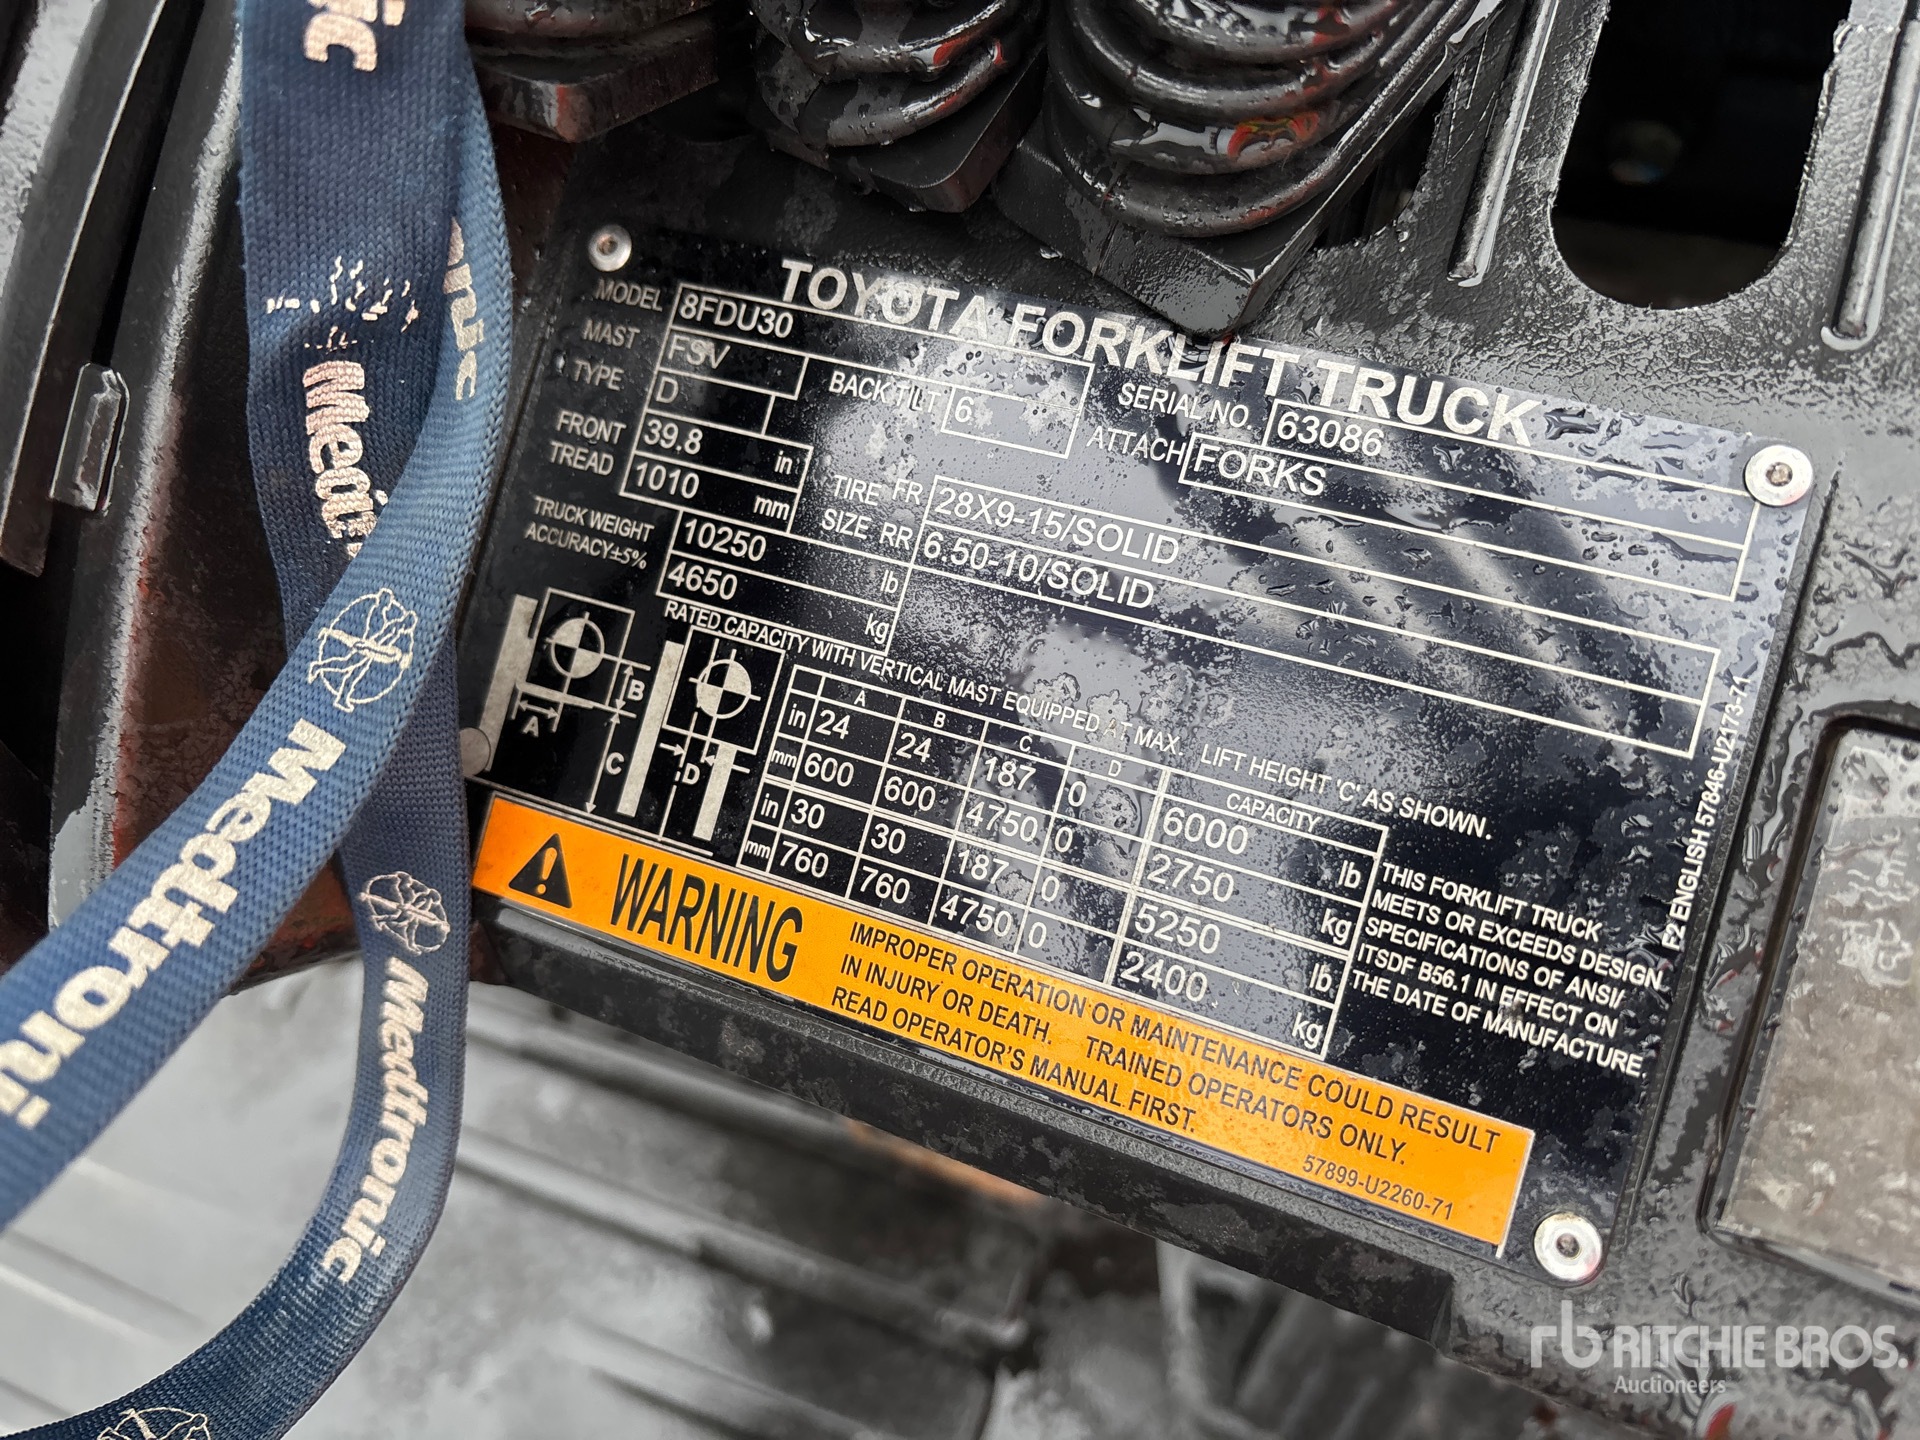 TOYOTA FORKLIFT TRUCK
MODEL 8FDU30 SERIAL NO. 63086
MAST FSV BACK TILT 6 ATTACH FORKS
TYPE D
FRONT TREAD 39.8 in
1010 mm
TIRE SIZE FR 28X9-15/SOLID
RR 6.50-10/SOLID
TRUCK WEIGHT 10250 lb
ACCURACY±5% 4650 kg
RATED CAPACITY WITH VERTICAL MAST EQUIPPED AT MAX. LIFT HEIGHT 'C' AS SHOWN.
A B C D CAPACITY
in 24 24 187 0 6000 lb
mm 600 600 4750 0 2750 kg
in 30 30 187 0 5250 lb.
mm 760 760 4750 0 2400 kg
A B C D
THIS FORKLIFT TRUCK
MEETS OR EXCEEDS DESIGN
SPECIFICATIONS OF ANSI/
ITSDF B56.1 IN EFFECT ON
THE DATE OF MANUFACTURE.
F2 ENGLISH 57846-U2173-71
WARNING
IMPROPER OPERATION OR MAINTENANCE COULD RESULT
IN INJURY OR DEATH. TRAINED OPERATORS ONLY.
READ OPERATOR'S MANUAL FIRST.
57899-U2260-71
Medtronic
Medtronic
rb RITCHIE BROS.
Auctioneers